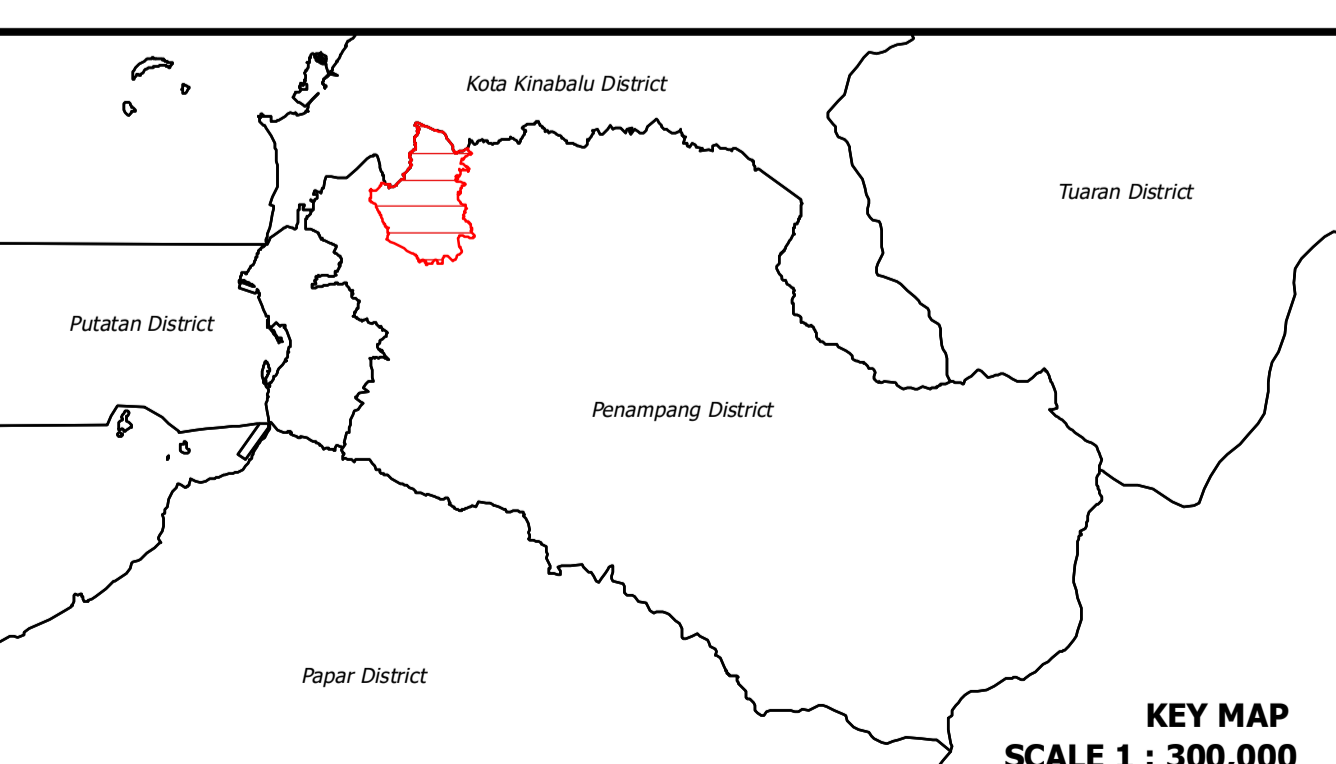 Kota Kinabalu District
Tuaran District
Putatan District
Penampang District
Papar District
KEY MAP
SCALE 1 : 300,000